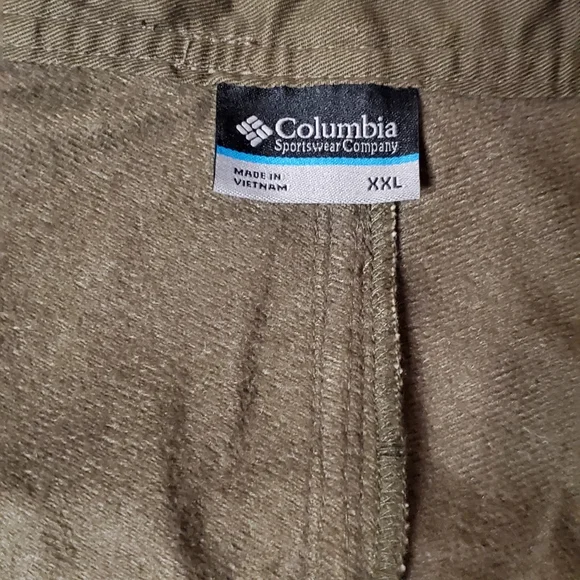 Columbia
Sportswear Company
MADE IN
VIETNAM
XXL